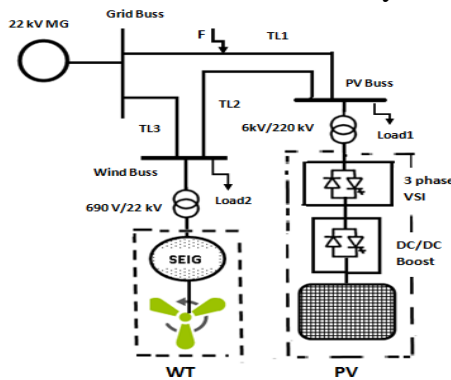 Grid Buss
22 kV MG
F
TL1
PV Buss
TL2
TL3
6kV/220 kV
Load1
Wind Buss
Load2
3 phase
VSI
690 V/22 kV
DC/DC
Boost
SEIG
WT
PV